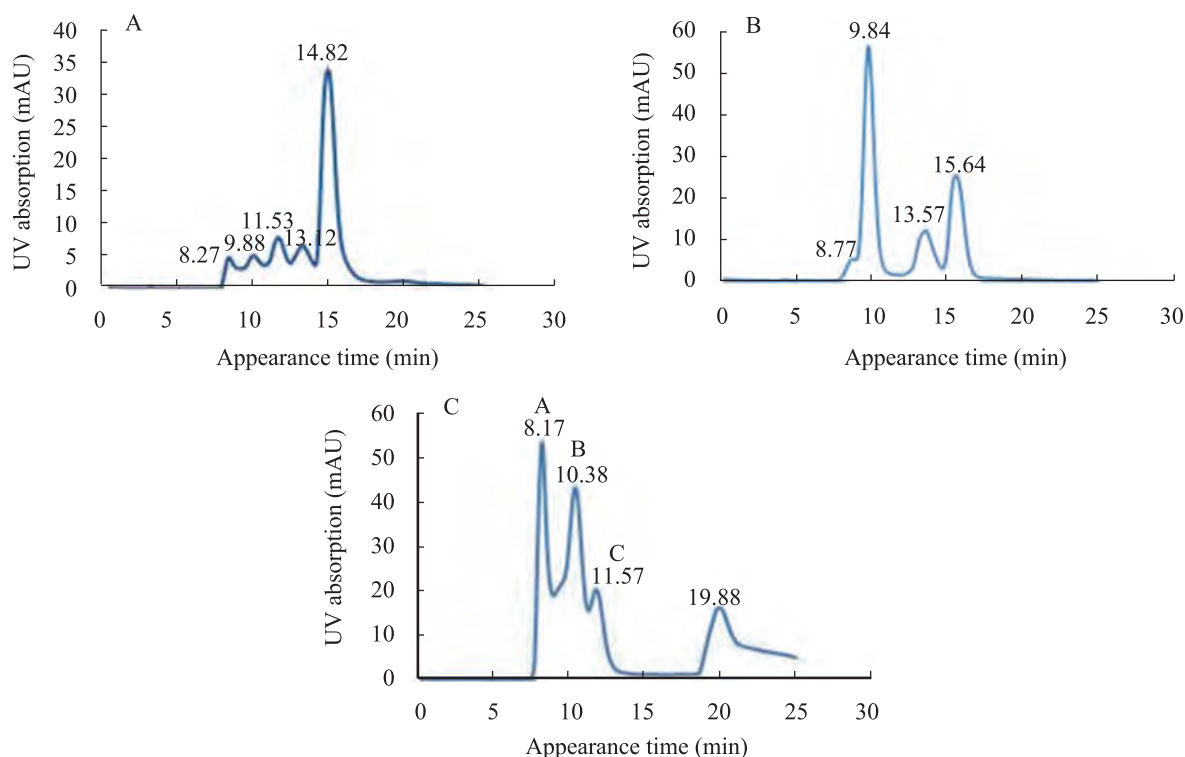 A
UV absorption (mAU)
40
35
30
25
20
15
10
5
0
14.82
11.53
13.12
9.88
8.27
0 5 10 15 20 25 30
Appearance time (min)
B
UV absorption (mAU)
60
50
40
30
20
10
0
9.84
15.64
13.57
8.77
0 5 10 15 20 25 30
Appearance time (min)
C
UV absorption (mAU)
60
50
40
30
20
10
0
A
8.17
B
10.38
C
11.57
19.88
0 5 10 15 20 25 30
Appearance time (min)